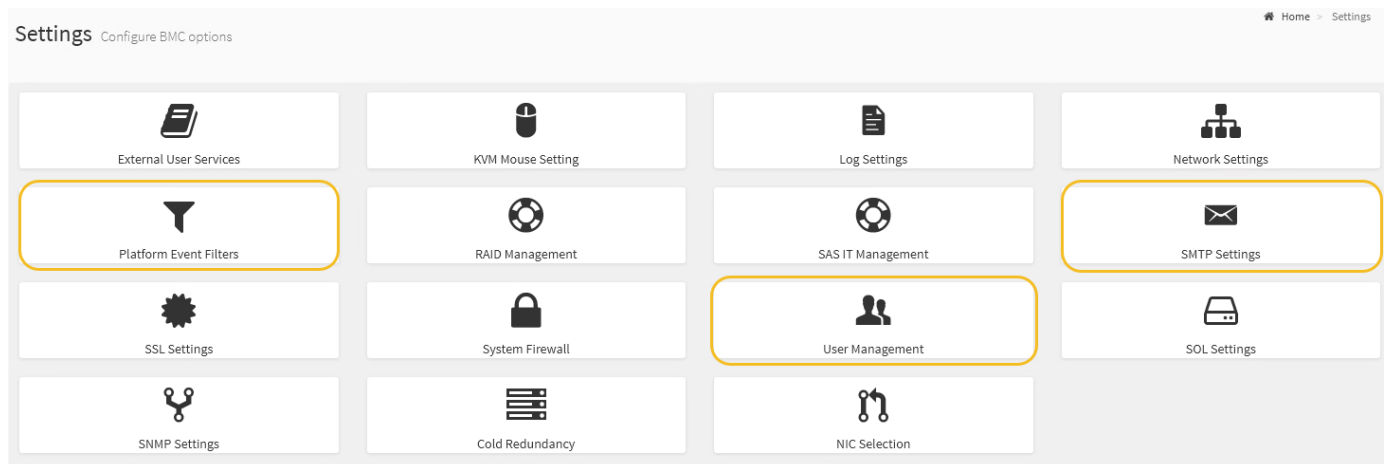 Home > Settings
Settings Configure BMC options
External User Services
KVM Mouse Setting
Log Settings
Network Settings
Platform Event Filters
RAID Management
SAS IT Management
SMTP Settings
SSL Settings
System Firewall
User Management
SOL Settings
SNMP Settings
Cold Redundancy
NIC Selection